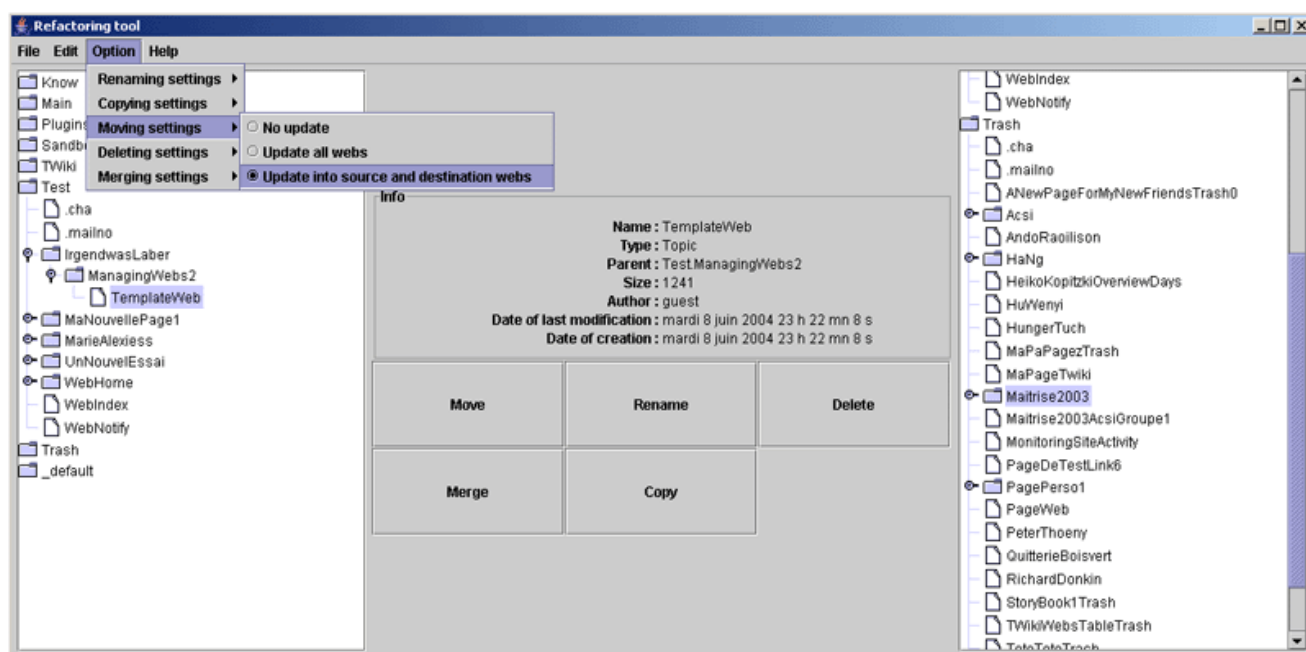 Refactoring tool
File Edit Option Help
Know
Main
Plugins
TWiki
Test
.cha
.mailno
IrgendwasLaber
ManagingWebs2
TemplateWeb
MaNouvellePage1
MarieAlexiess
UnNouvelEssai
WebHome
WebIndex
WebNotify
Trash
_default
Renaming settings
Copying settings
Moving settings
Deleting settings
Merging settings
No update
Update all webs
Update into source and destination webs
Info
Name : TemplateWeb
Type : Topic
Parent : Test.ManagingWebs2
Size : 1241
Author : guest
Date of last modification : mardi 8 juin 2004 23 h 22 mn 8 s
Date of creation : mardi 8 juin 2004 23 h 22 mn 8 s
Move Rename Delete
Merge Copy
WebIndex
WebNotify
Trash
.cha
.mailno
ANewPageForMyNewFriendsTrash0
Acsi
AndoRaoilison
HaNg
HeikoKopitzkiOverviewDays
HuWenyi
HungerTuch
MaPaPagezTrash
MaPageTwiki
Maitrise2003
Maitrise2003AcsiGroupe1
MonitoringSiteActivity
PageDeTestLink6
PagePerso1
PageWeb
PeterThoeny
QuitterieBoisvert
RichardDonkin
StoryBook1Trash
TWikiWebsTableTrash